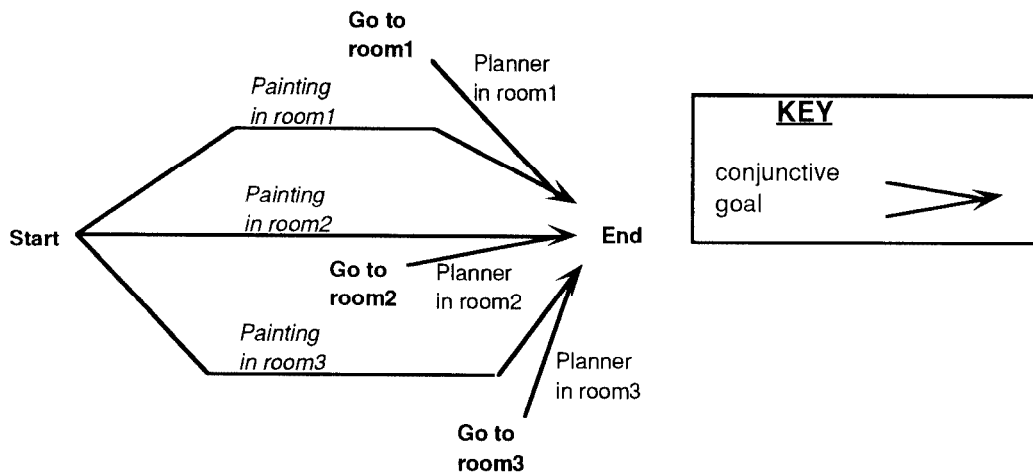 Go to
room1
Planner
in room1
Painting
in room1
KEY
conjunctive
goal
Painting
in room2
Start
End
Go to
room2
Planner
in room2
Painting
in room3
Planner
in room3
Go to
room3